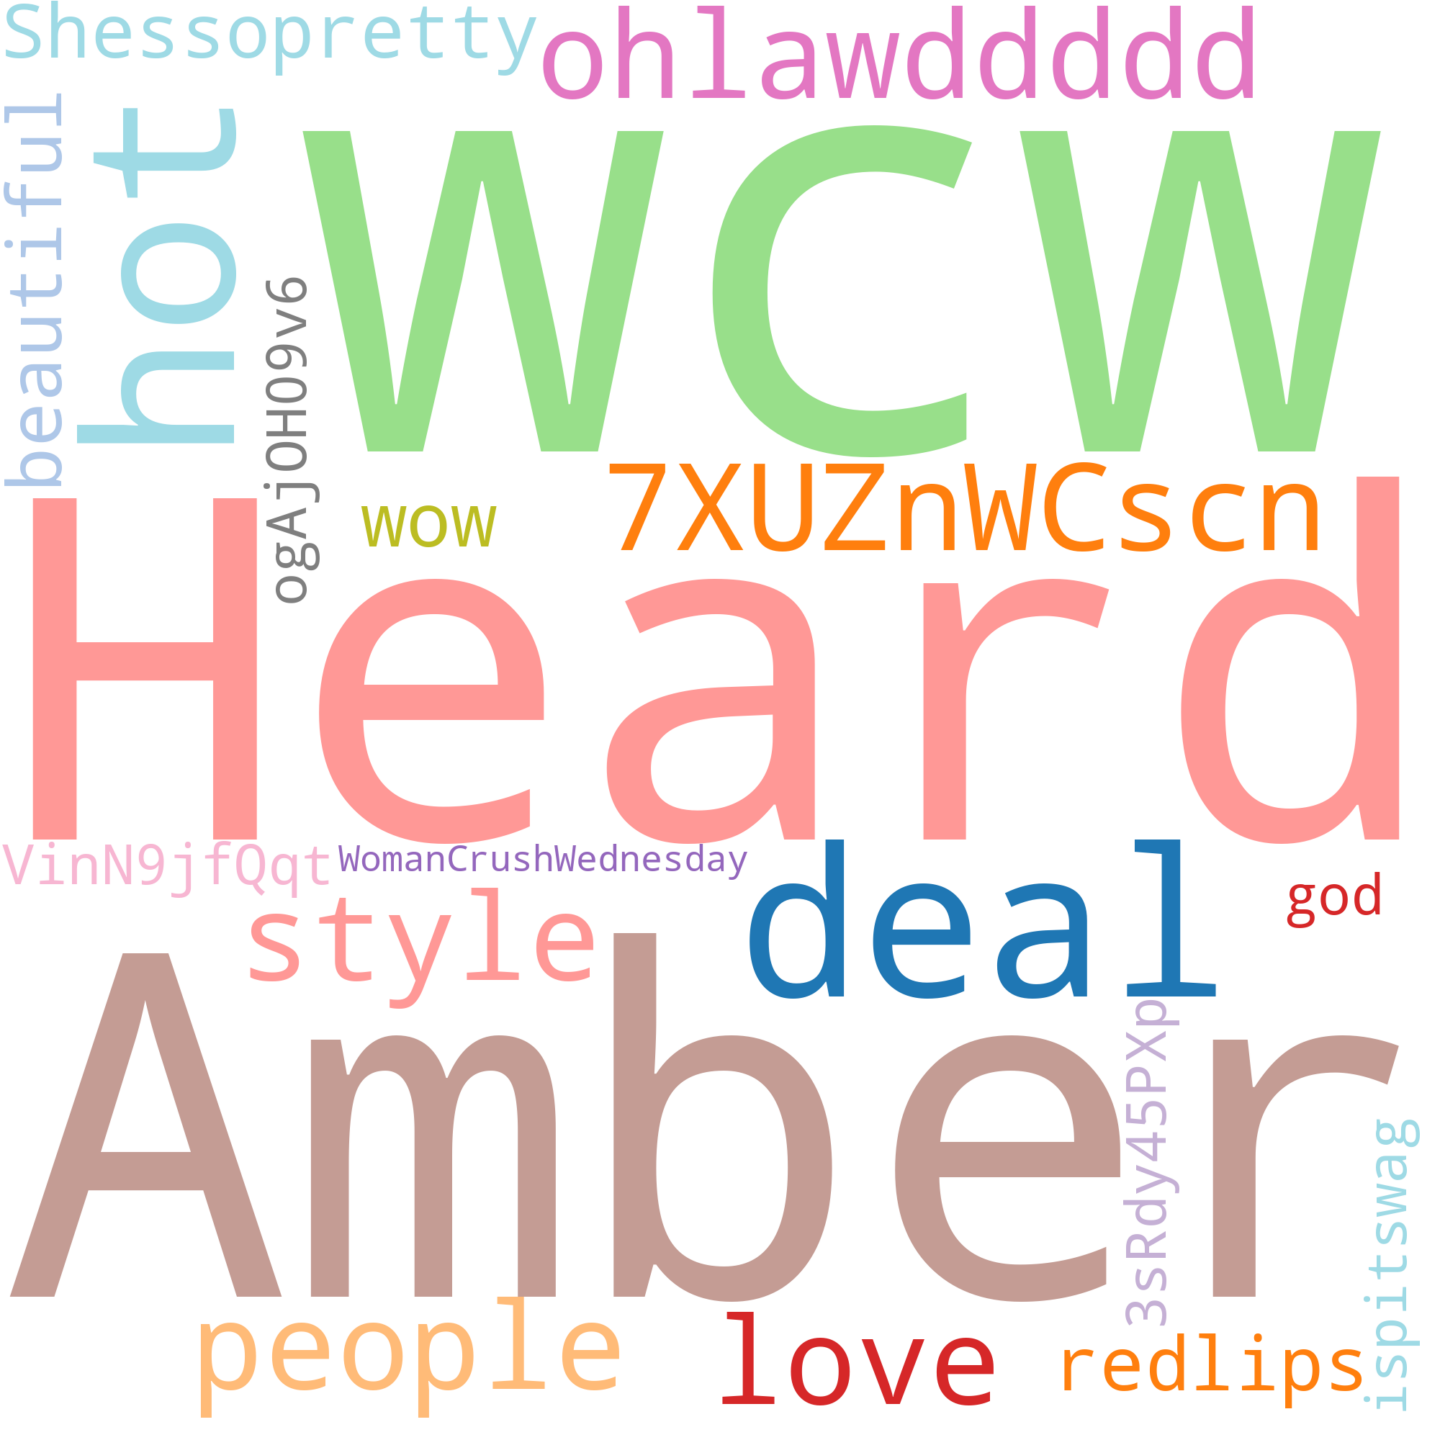 Shessopretty
ohlawddddd
beautiful
hot
WCW
ogAjOHO9v6
wow
7XUZnWCscn
Heard
VinN9jfQqt
WomanCrushWednesday
style
deal
god
Amber
3sRdy45PXp
ispitswag
people
love
redlips